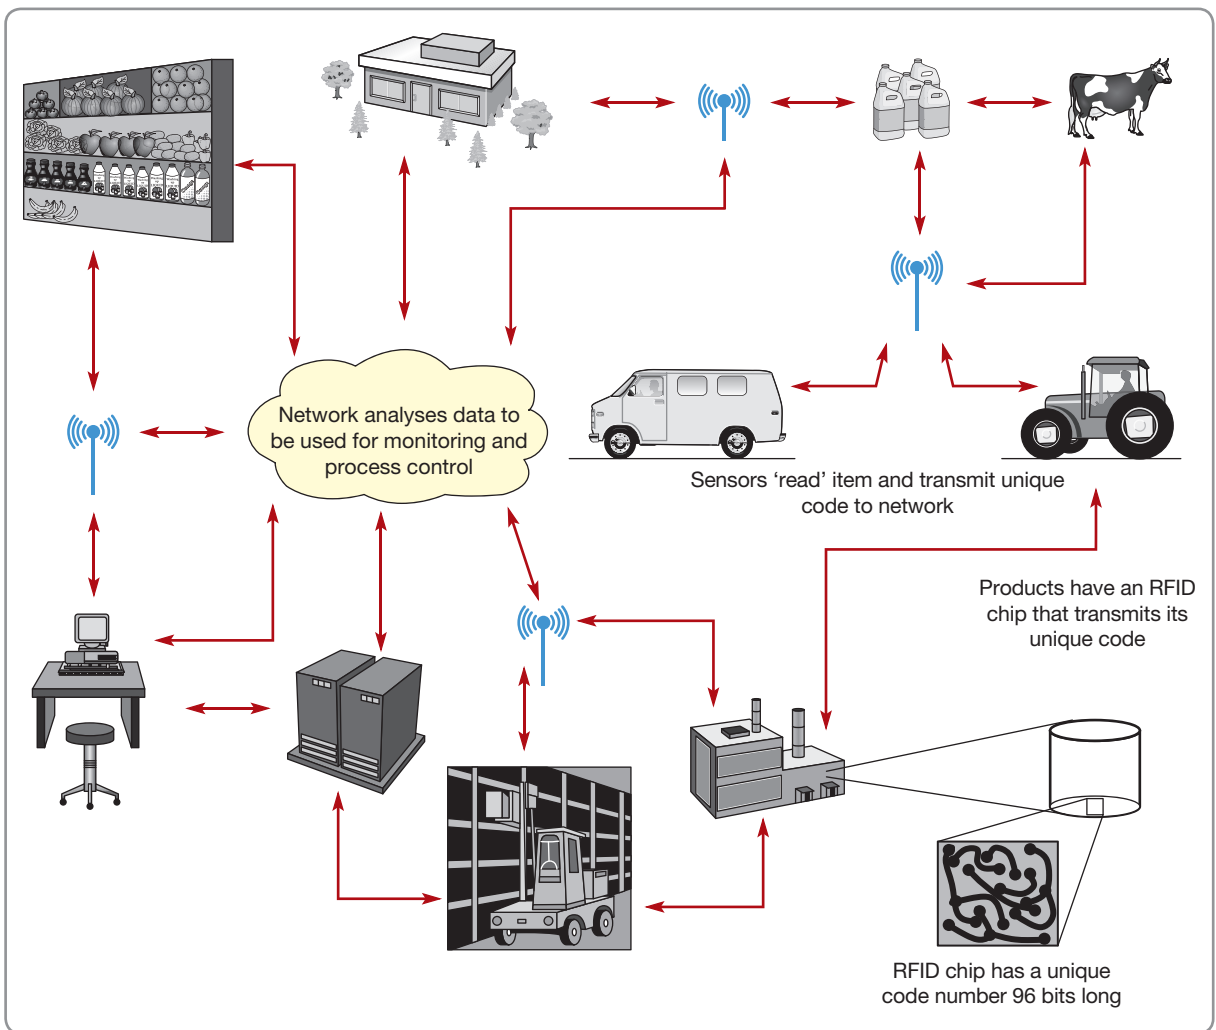 Network analyses data to
be used for monitoring and
process control
Sensors ‘read’ item and transmit unique
code to network
Products have an RFID
chip that transmits its
unique code
RFID chip has a unique
code number 96 bits long